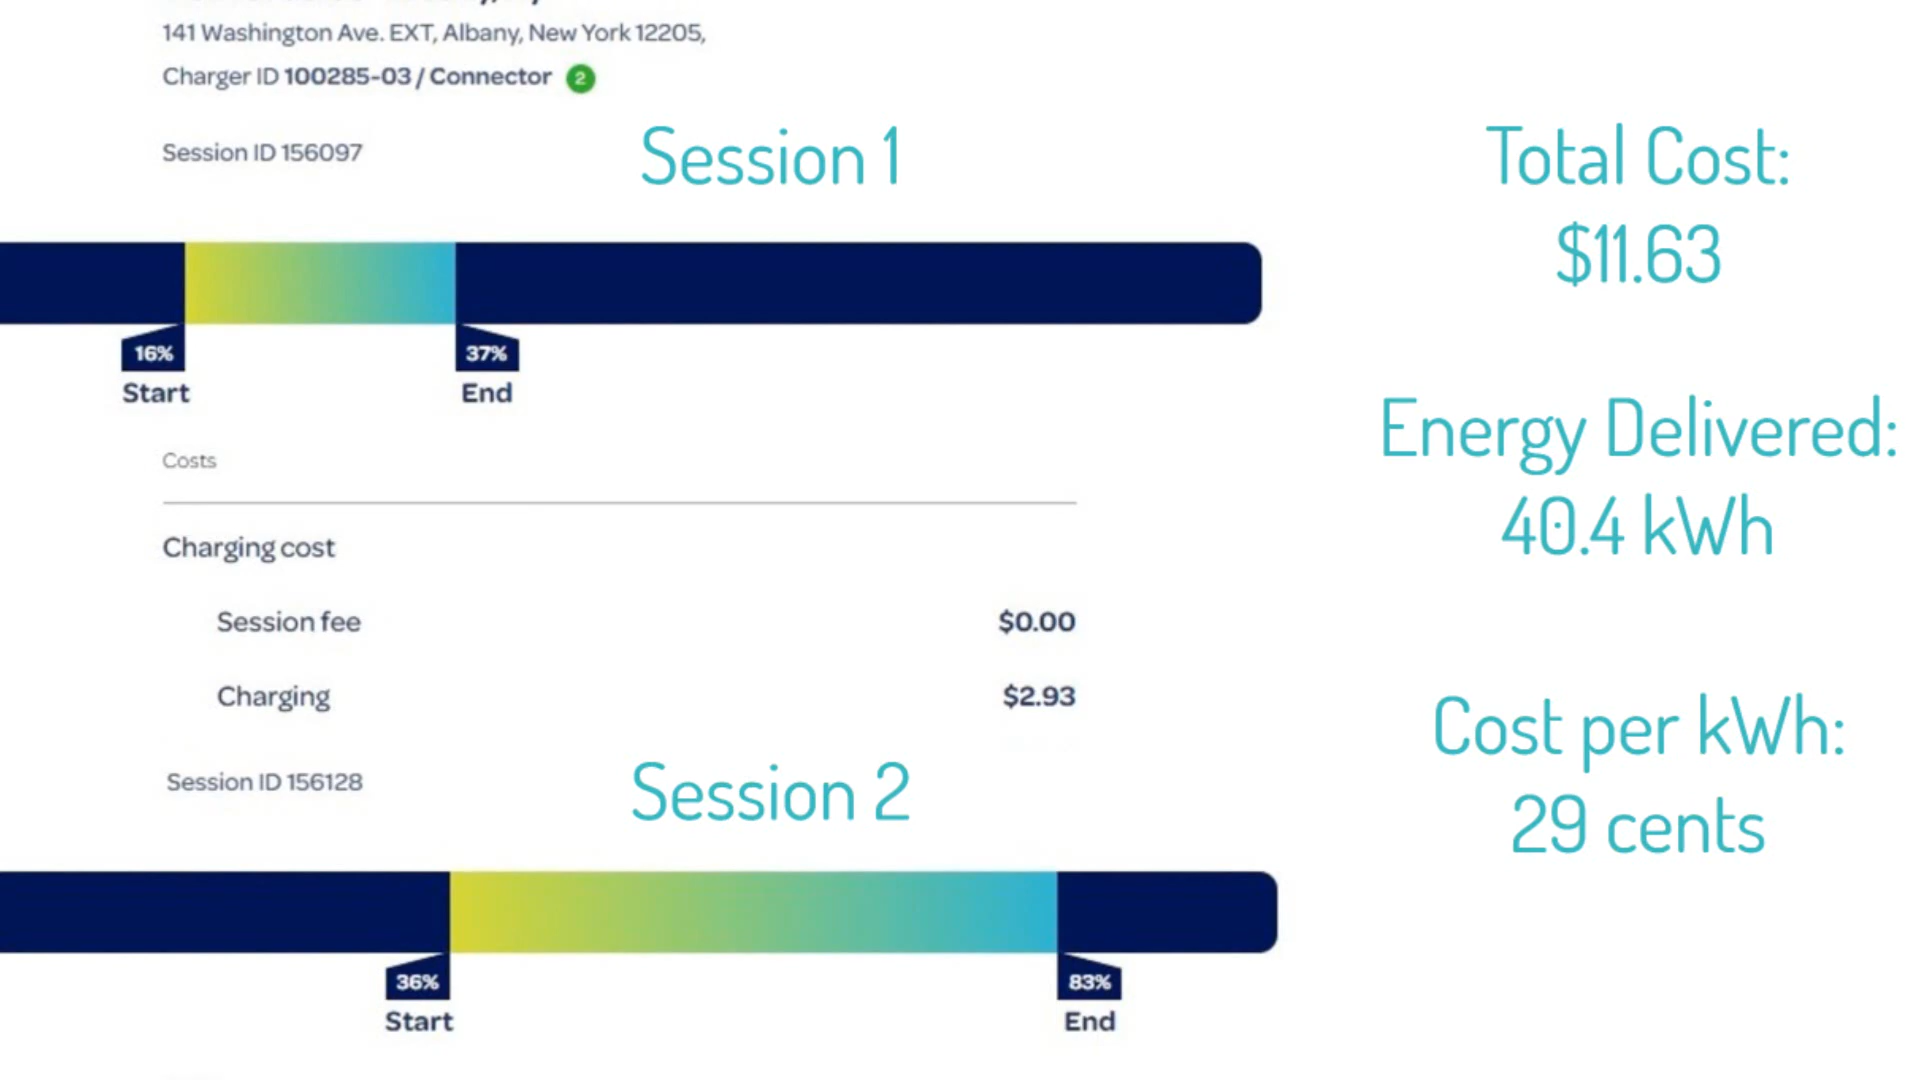 141 Washington Ave. EXT, Albany, New York 12205,
Charger ID 100285-03 / Connector 2
Session ID 156097
Session 1
16%
37%
Start
End
Costs
Charging cost
Session fee $0.00
Charging $2.93
Session ID 156128
Session 2
36%
83%
Start
End
Total Cost:
$11.63
Energy Delivered:
40.4 kWh
Cost per kWh:
29 cents